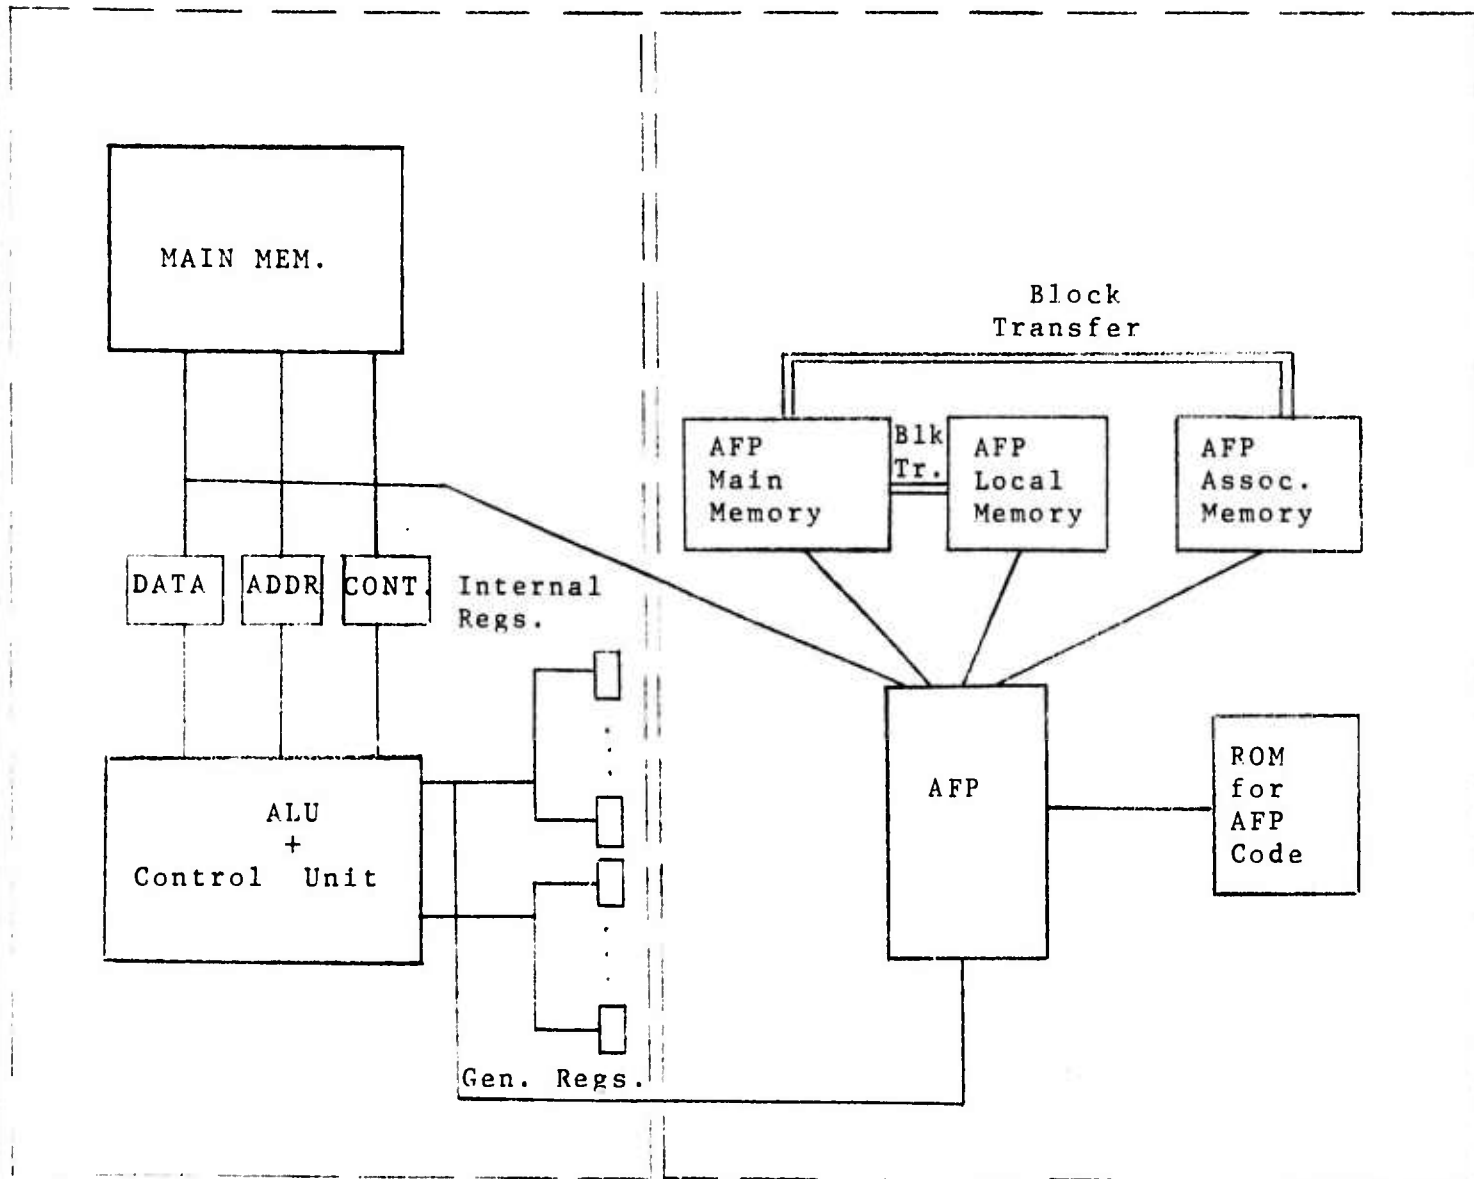 MAIN MEM.
DATA
ADDR
CONT.
Internal
Regs.
ALU
+
Control Unit
Gen. Regs.
Block
Transfer
AFP
Main
Memory
Blk
Tr.
AFP
Local
Memory
AFP
Assoc.
Memory
AFP
ROM
for
AFP
Code